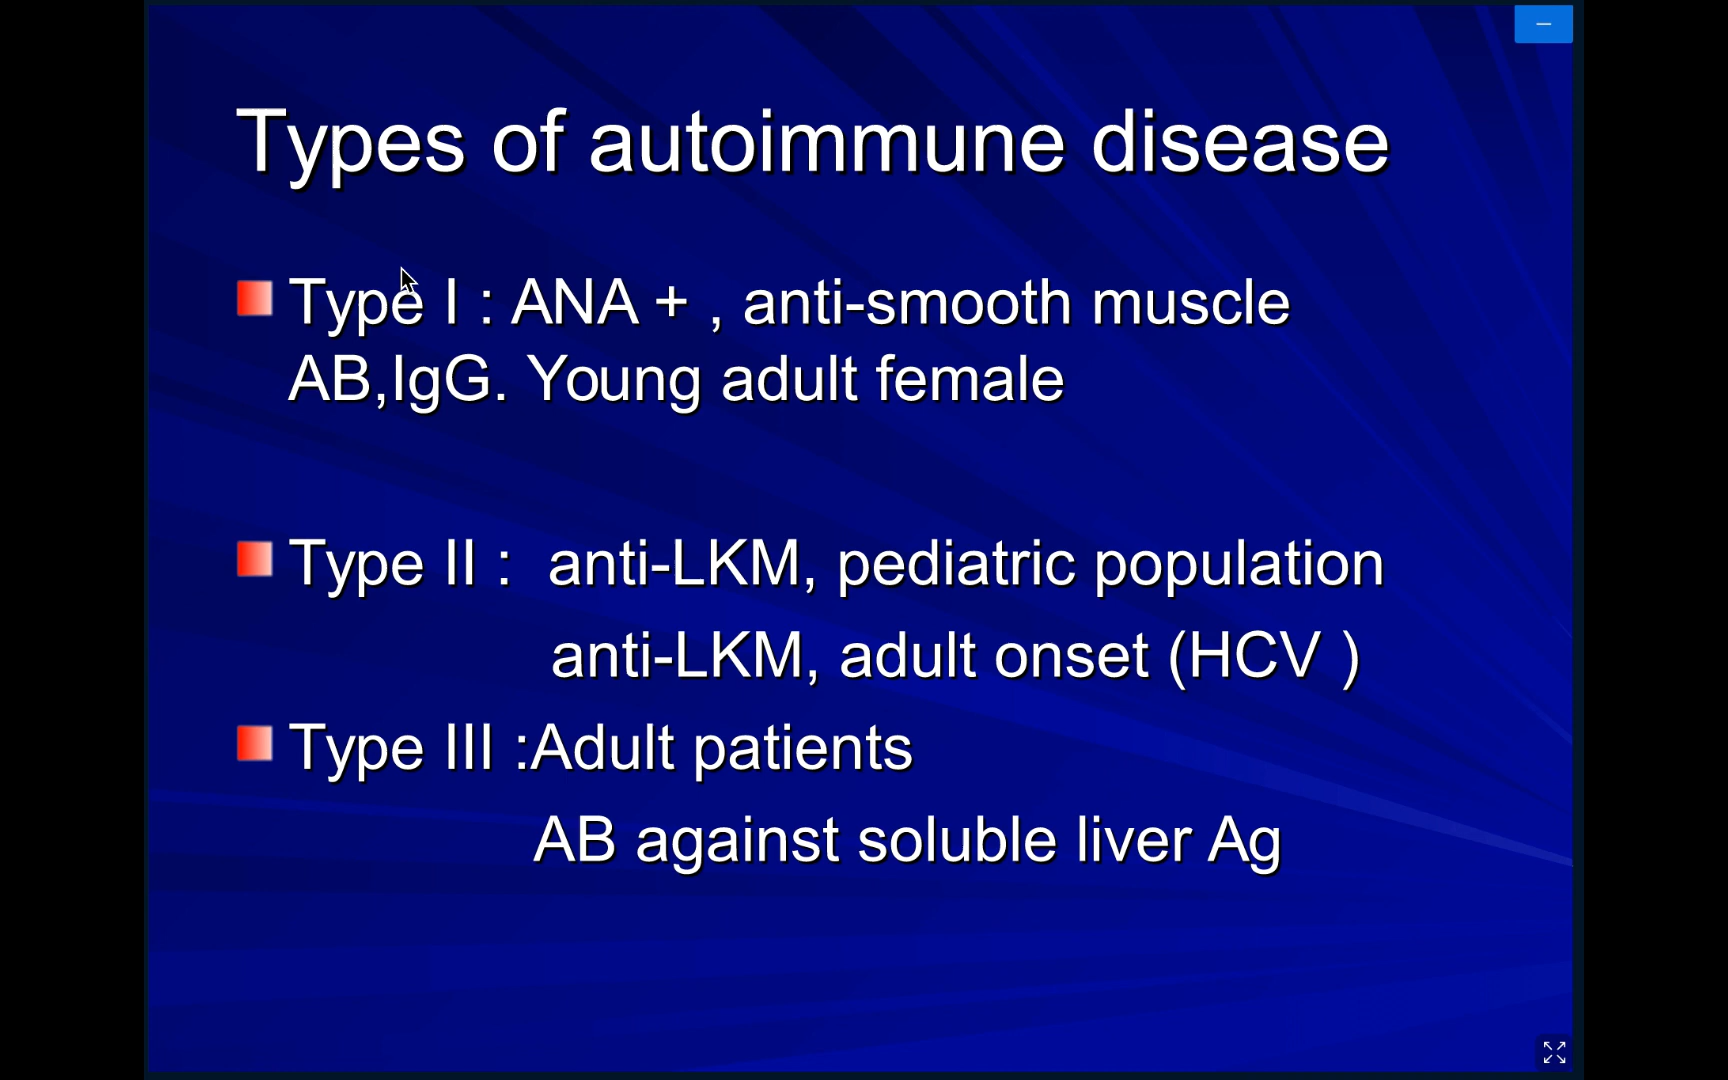 Types of autoimmune disease
Type I : ANA + , anti-smooth muscle
AB,IgG. Young adult female
Type II :  anti-LKM, pediatric population
anti-LKM, adult onset (HCV )
Type III :Adult patients
AB against soluble liver Ag